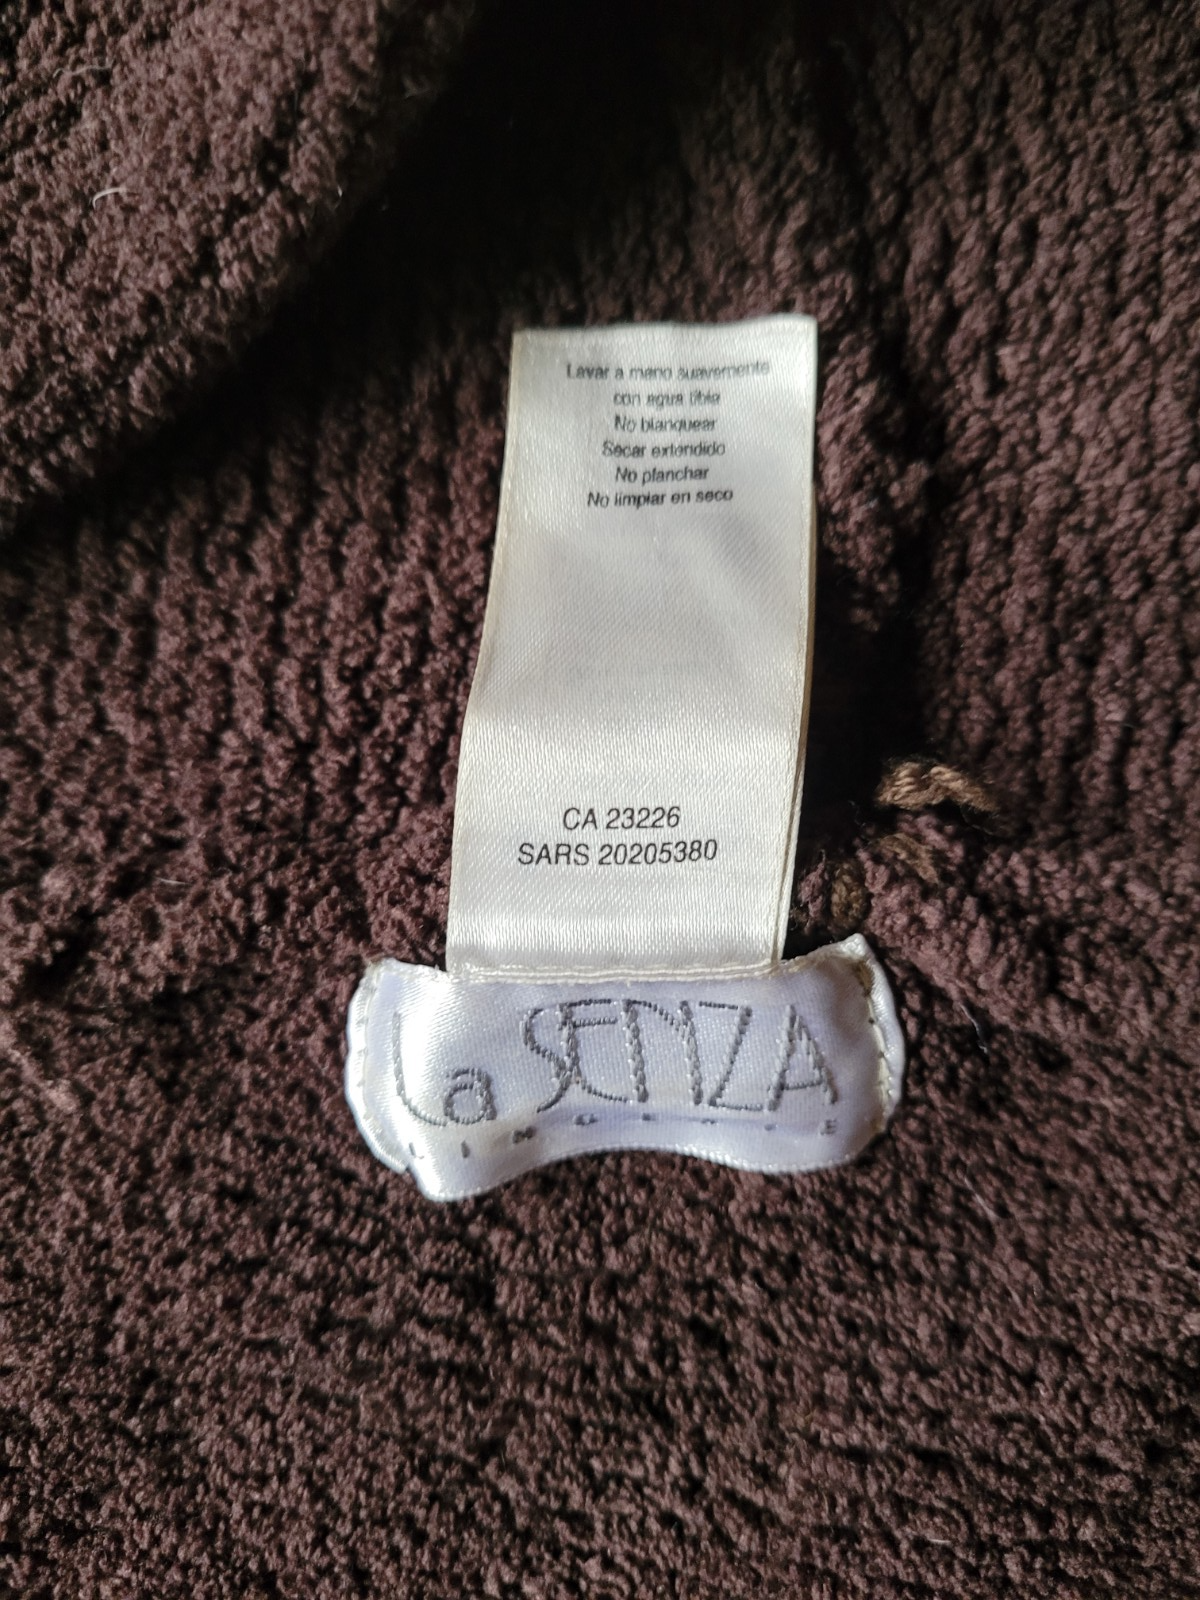 Lavar a mano suavemente
con agua tibia
No blanquear
Secar extendido
No planchar
No limpiar en seco
CA 23226
SARS 20205380
La SENZA